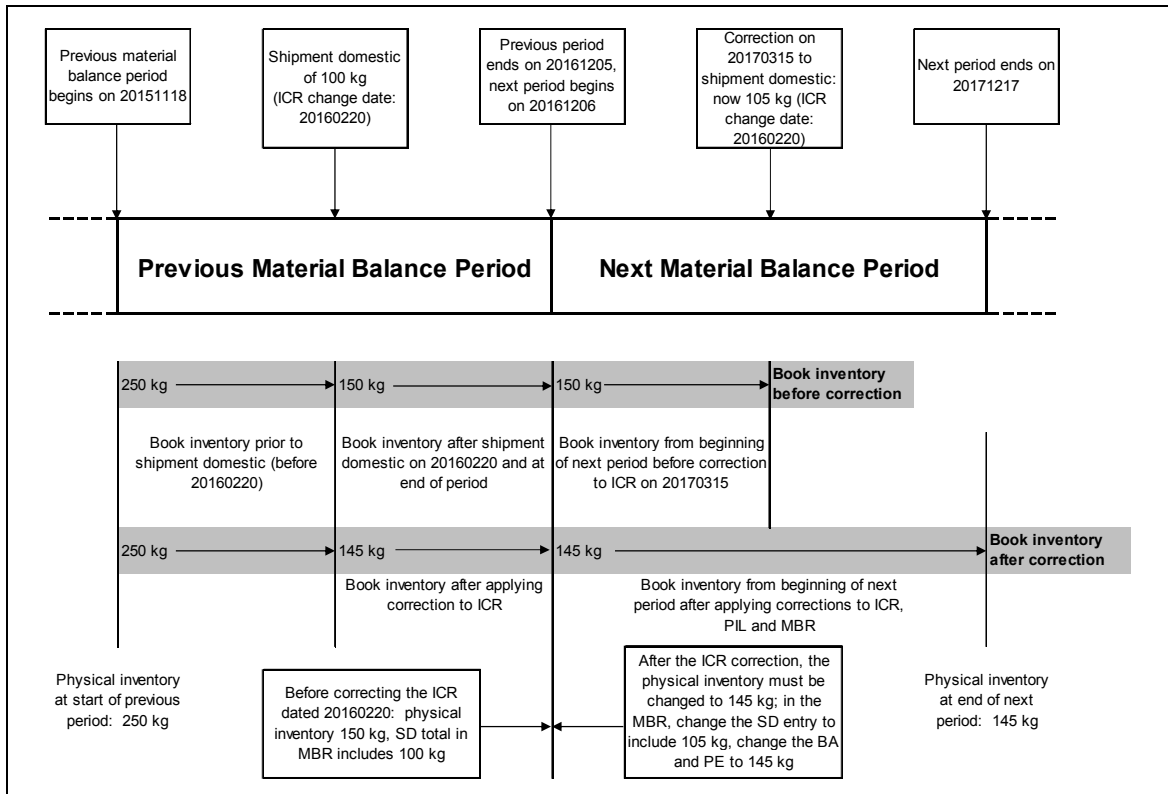 Previous material
balance period
begins on 20151118
Shipment domestic
of 100 kg
(ICR change date:
20160220)
Previous period
ends on 20161205,
next period begins
on 20161206
Correction on
20170315 to
shipment domestic:
now 105 kg (ICR
change date:
20160220)
Next period ends on
20171217
Previous Material Balance Period
Next Material Balance Period
250 kg
150 kg
150 kg
Book inventory
before correction
Book inventory prior to
shipment domestic (before
20160220)
Book inventory after shipment
domestic on 20160220 and at
end of period
Book inventory from beginning
of next period before correction
to ICR on 20170315
250 kg
145 kg
145 kg
Book inventory
after correction
Book inventory after applying
correction to ICR
Book inventory from beginning of next
period after applying corrections to ICR,
PIL and MBR
Physical inventory
at start of previous
period: 250 kg
Before correcting the ICR
dated 20160220: physical
inventory 150 kg, SD total in
MBR includes 100 kg
After the ICR correction, the
physical inventory must be
changed to 145 kg; in the
MBR, change the SD entry to
include 105 kg, change the BA
and PE to 145 kg
Physical inventory
at end of next
period: 145 kg